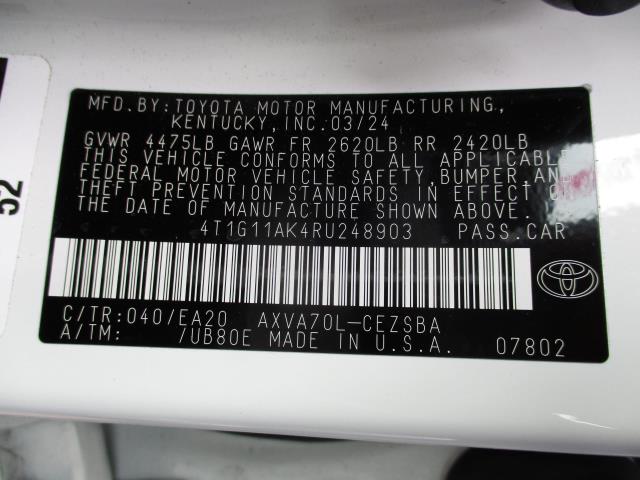 MFD.BY: TOYOTA MOTOR MANUFACTURING,
KENTUCKY, INC. 03/24
GVWR 4475LB GAWR FR 2620LB RR 2420LB
THIS VEHICLE CONFORMS TO ALL APPLICABLE
FEDERAL MOTOR VEHICLE SAFETY, BUMPER, AND
THEFT PREVENTION STANDARDS IN EFFECT ON
THE DATE OF MANUFACTURE SHOWN ABOVE.
4T1G11AK4RU248903 PASS.CAR
C/TR: 040/EA20 AXVA70L-CEZSBA
A/TM: /UB80E MADE IN U.S.A. 07802
52